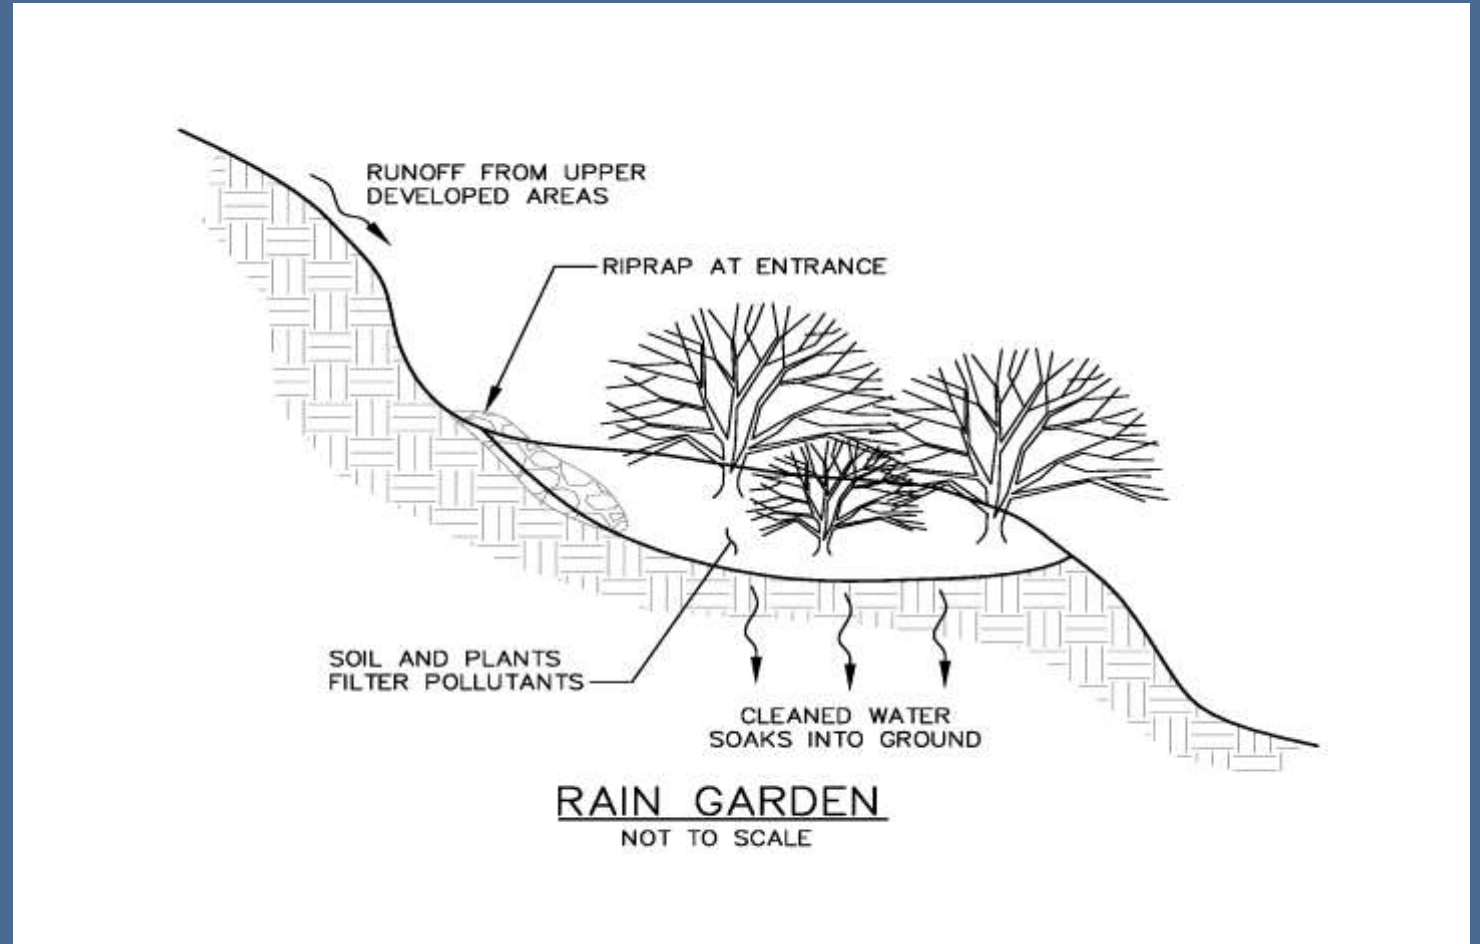 RUNOFF FROM UPPER
DEVELOPED AREAS
RIPRAP AT ENTRANCE
SOIL AND PLANTS
FILTER POLLUTANTS
CLEANED WATER
SOAKS INTO GROUND
RAIN GARDEN
NOT TO SCALE